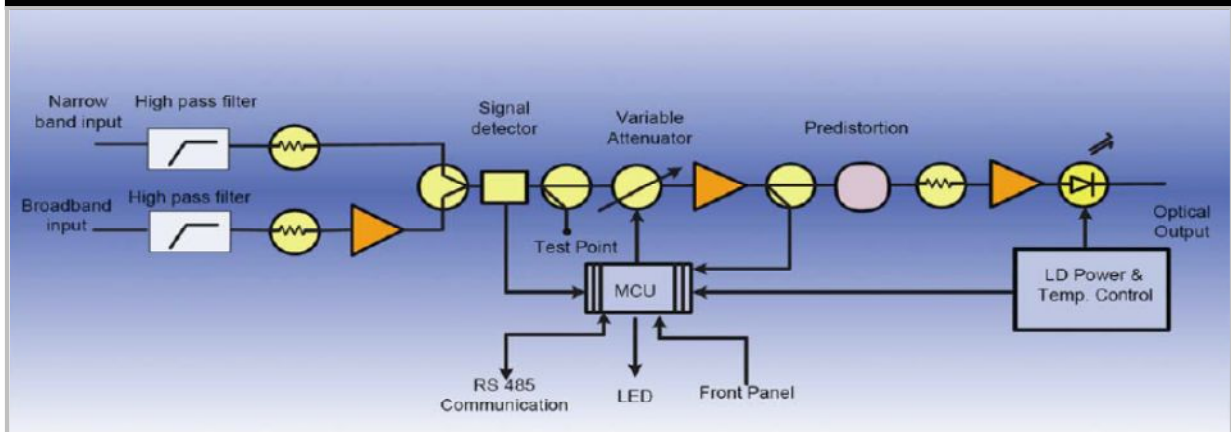 Narrow
band input
High pass filter
Signal
detector
Variable
Attenuator
Predistortion
Broadband
input
High pass filter
Test Point
Optical
Output
MCU
LD Power &
Temp. Control
RS 485
Communication
LED
Front Panel